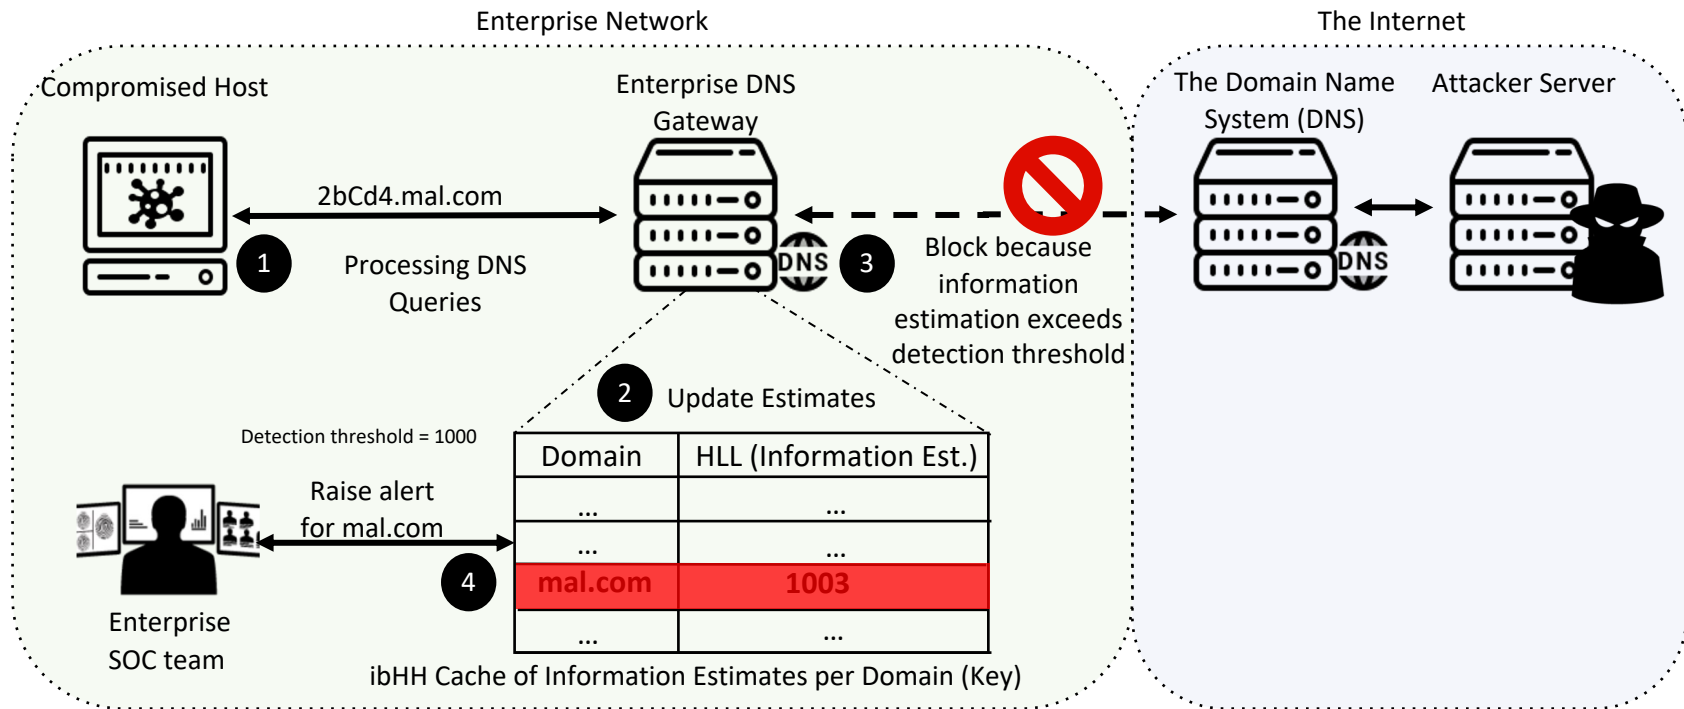 Enterprise Network
The Internet
Compromised Host
Enterprise DNS
Gateway
The Domain Name
System (DNS)
Attacker Server
2bCd4.mal.com
1
Processing DNS
Queries
DNS
3
Block because
information
estimation exceeds
detection threshold
DNS
2
Update Estimates
Detection threshold = 1000
Domain
HLL (Information Est.)
...
...
...
...
mal.com
1003
...
...
Raise alert
for mal.com
4
Enterprise
SOC team
ibHH Cache of Information Estimates per Domain (Key)